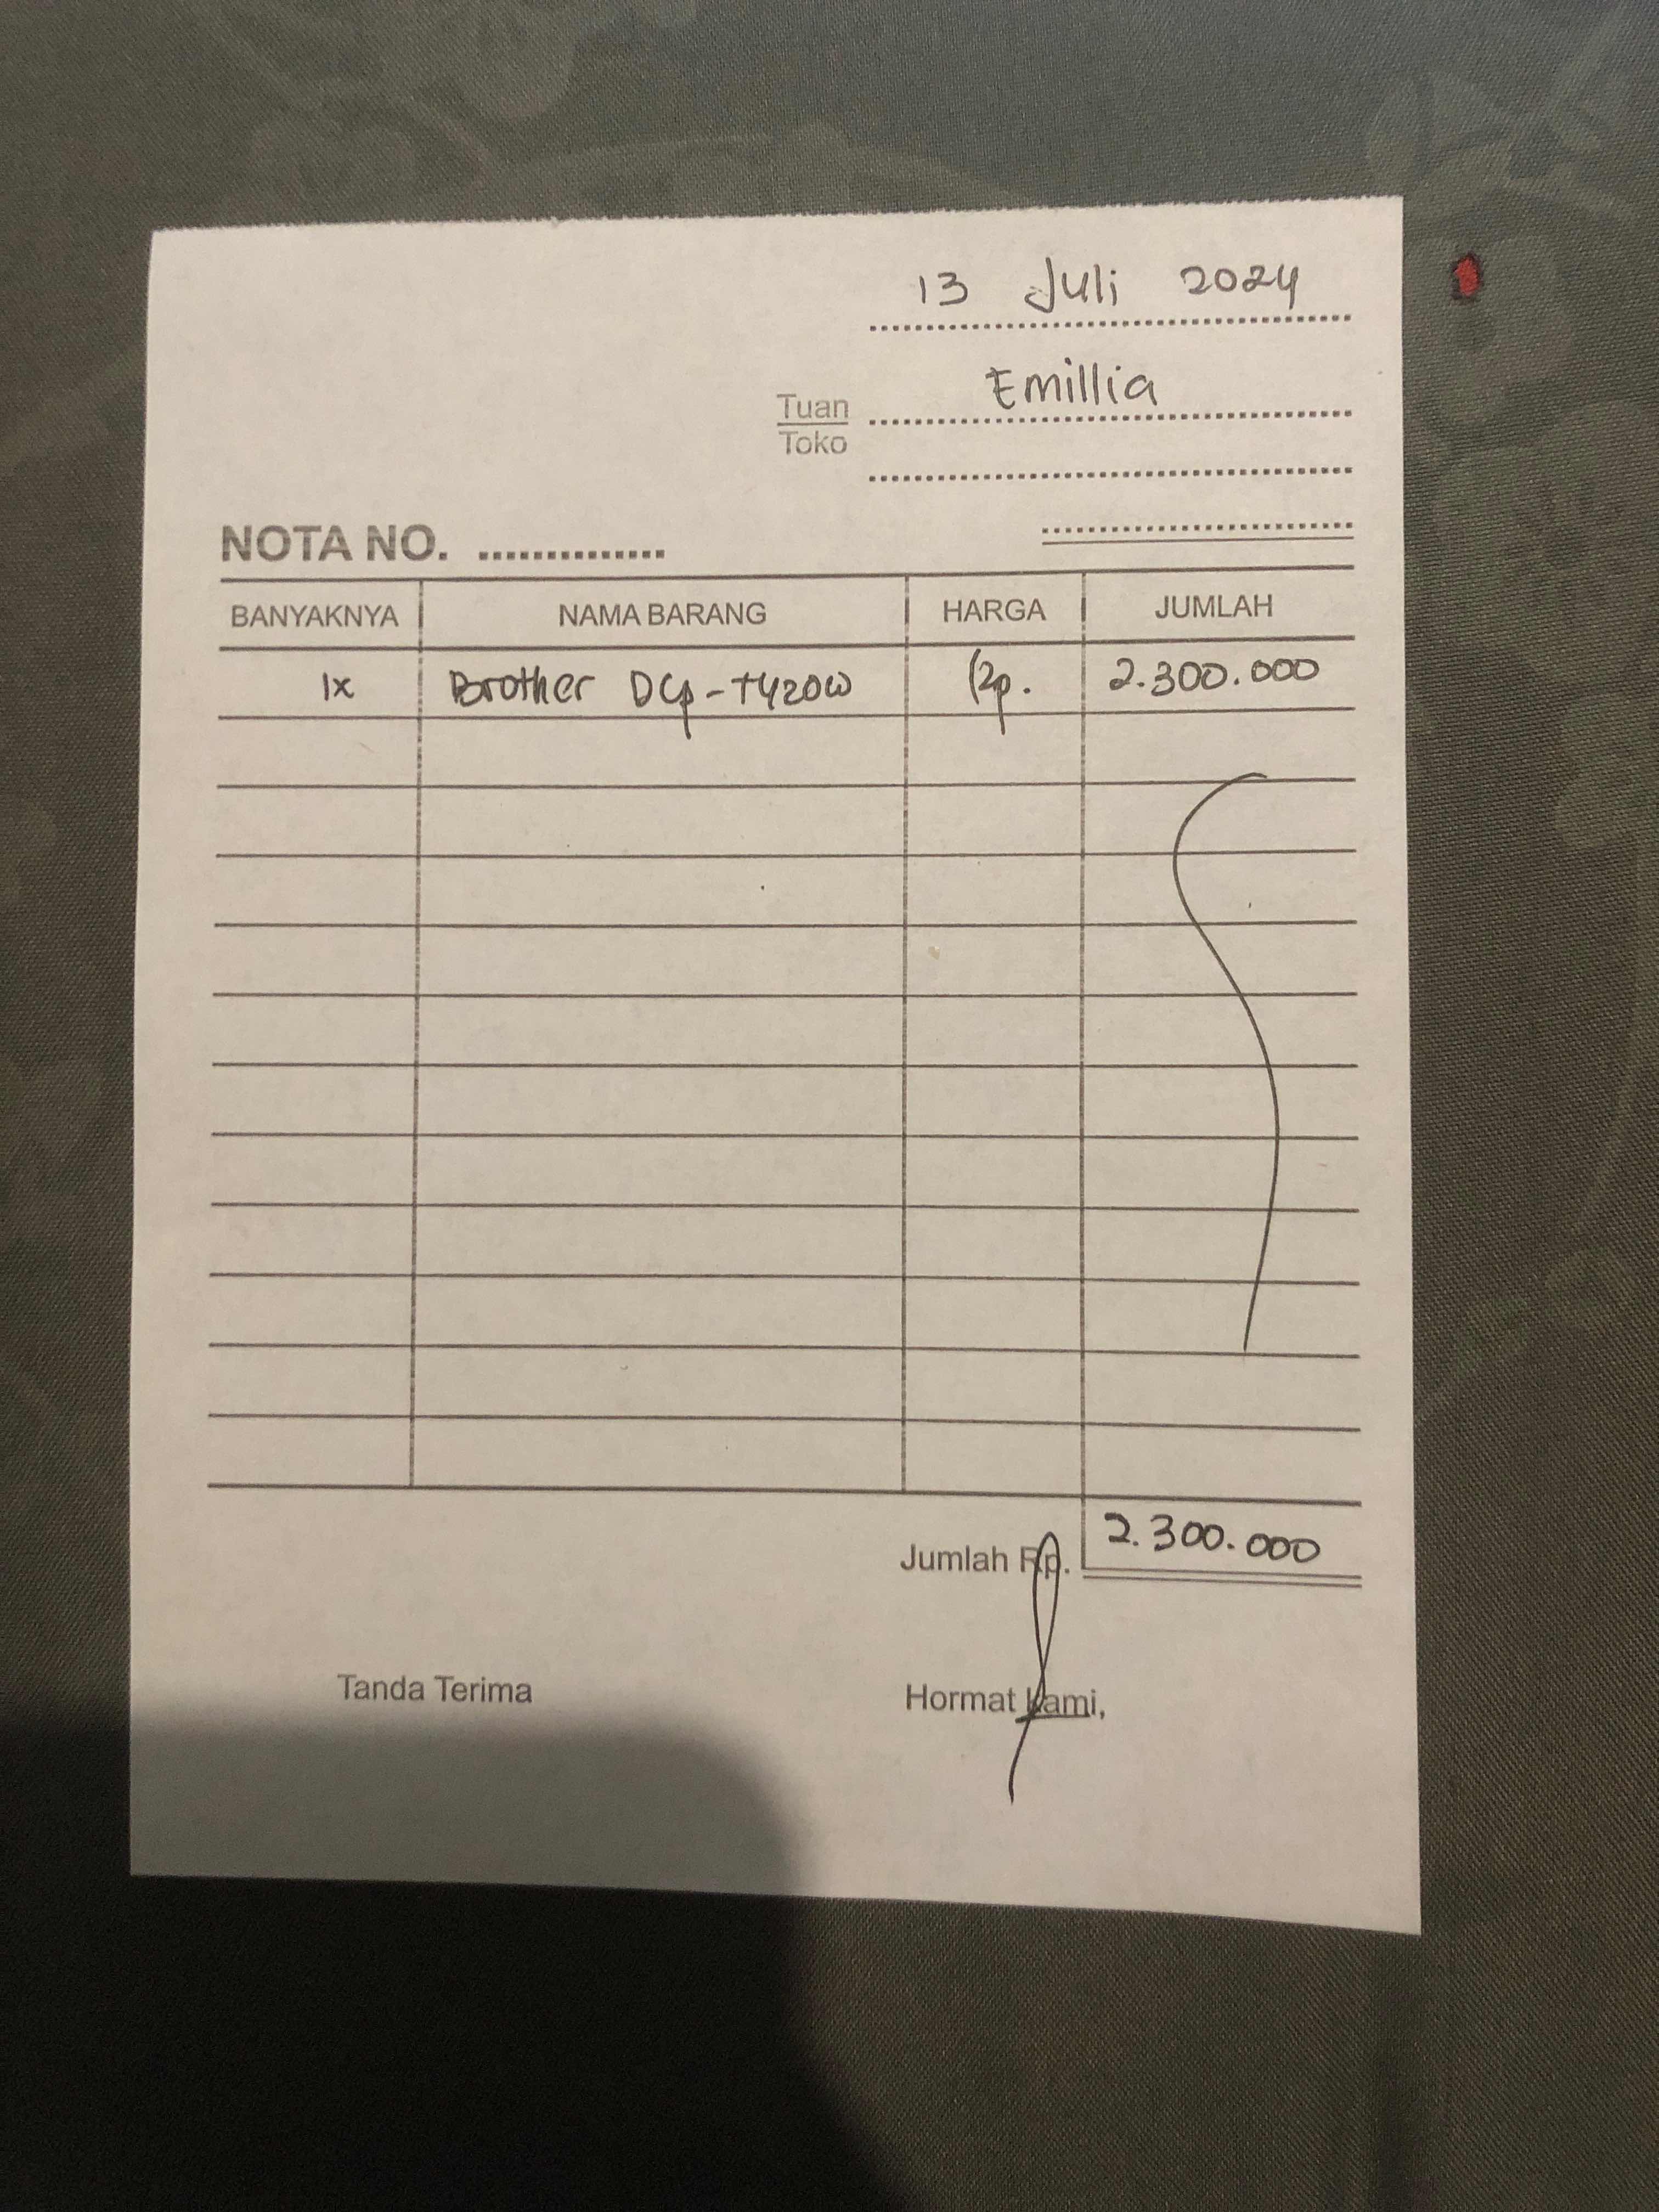 13 Juli 2024
Emillia
Tuan
Toko
NOTA NO. ..............
BANYAKNYA NAMA BARANG HARGA JUMLAH
1x Brother DCp-T420W Rp. 2.300.000
Jumlah Rp. 2.300.000
Tanda Terima Hormat kami,